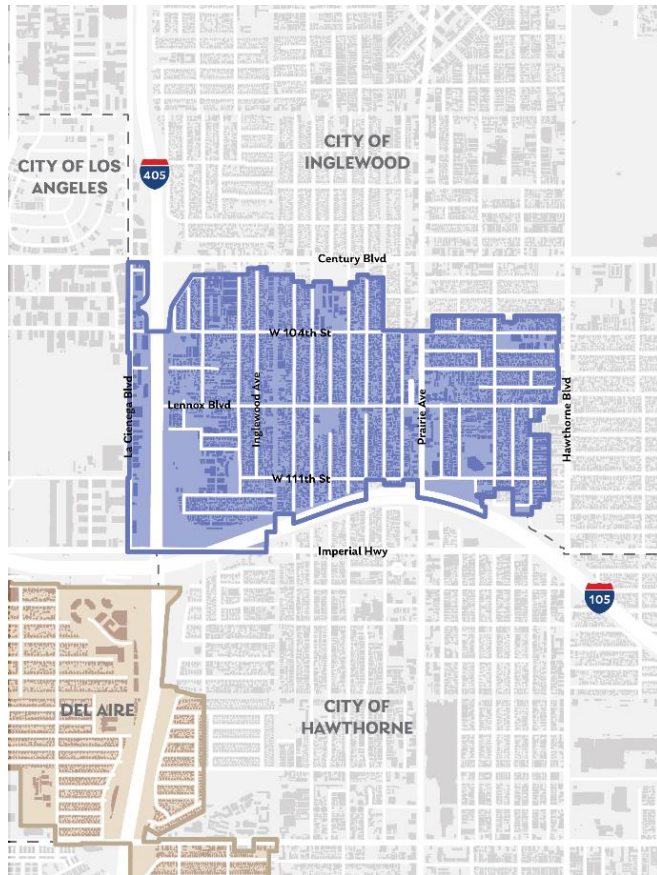 CITY OF
INGLEWOOD
CITY OF LOS
ANGELES
405
Century Blvd
W 104th St
La Cienega Blvd
Lennox Blvd
Inglewood Ave
Prairie Ave
Hawthorne Blvd
W 111th St
Imperial Hwy
105
DEL AIRE
CITY OF
HAWTHORNE